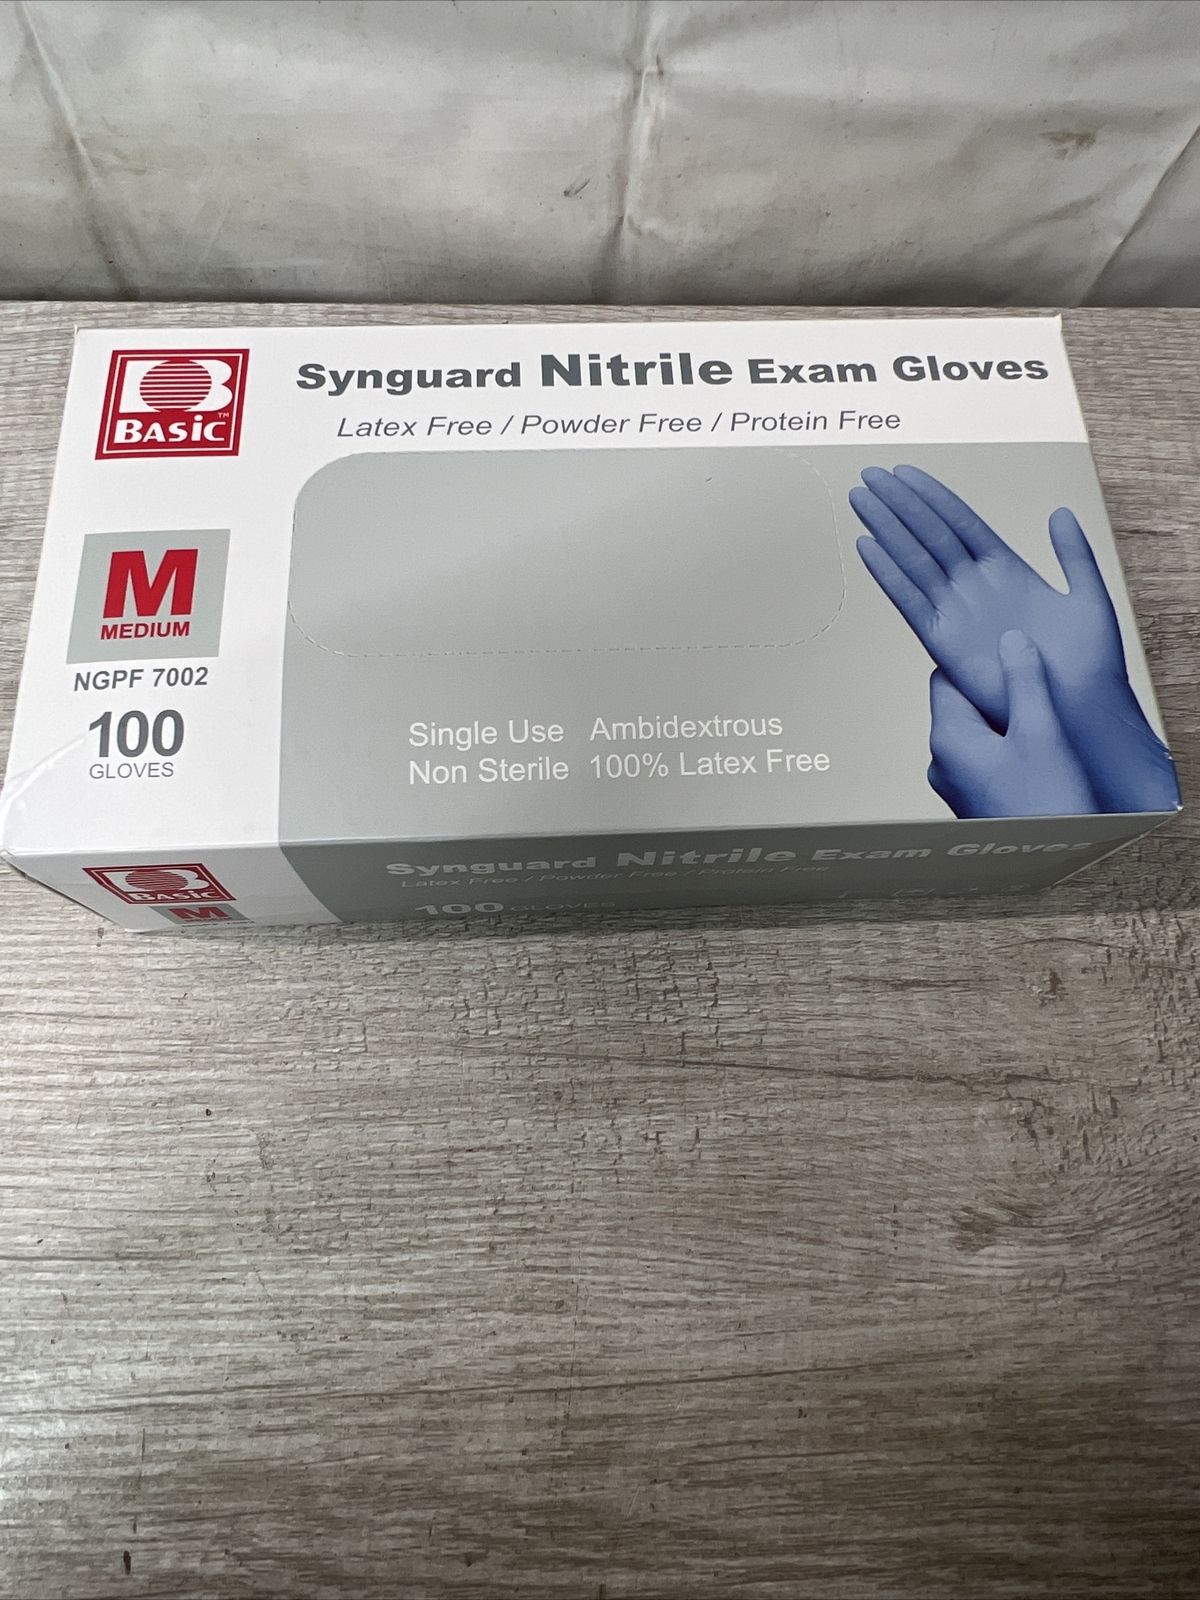 BASIC™
Synguard Nitrile Exam Gloves
Latex Free / Powder Free / Protein Free
M
MEDIUM
NGPF 7002
100
GLOVES
Single Use Ambidextrous
Non Sterile 100% Latex Free
BASIC
M
Synguard Nitrile Exam Gloves
Latex Free / Powder Free / Protein Free
100 GLOVES